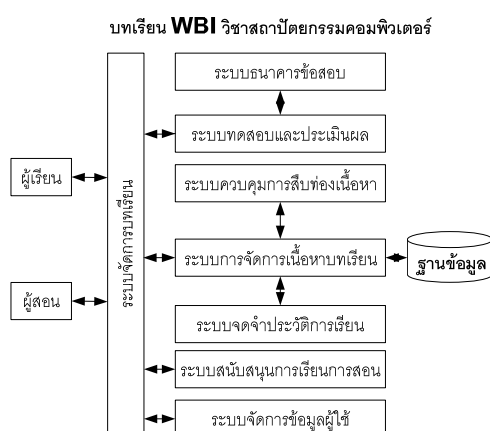 บทเรียน WBI วิชาสถาปัตยกรรมคอมพิวเตอร์
ระบบธนาคารข้อสอบ
ระบบทดสอบและประเมินผล
ผู้เรียน
ระบบควบคุมการสืบท่องเนื้อหา
ระบบจัดการบทเรียน
ระบบการจัดการเนื้อหาบทเรียน
ฐานข้อมูล
ผู้สอน
ระบบจดจำประวัติการเรียน
ระบบสนับสนุนการเรียนการสอน
ระบบจัดการข้อมูลผู้ใช้